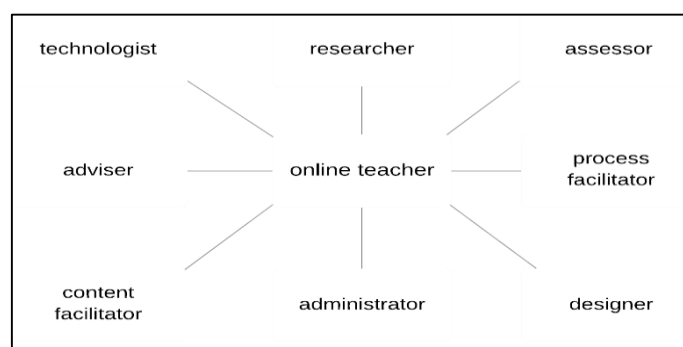 technologist
researcher
assessor
adviser
online teacher
process
facilitator
content
facilitator
administrator
designer